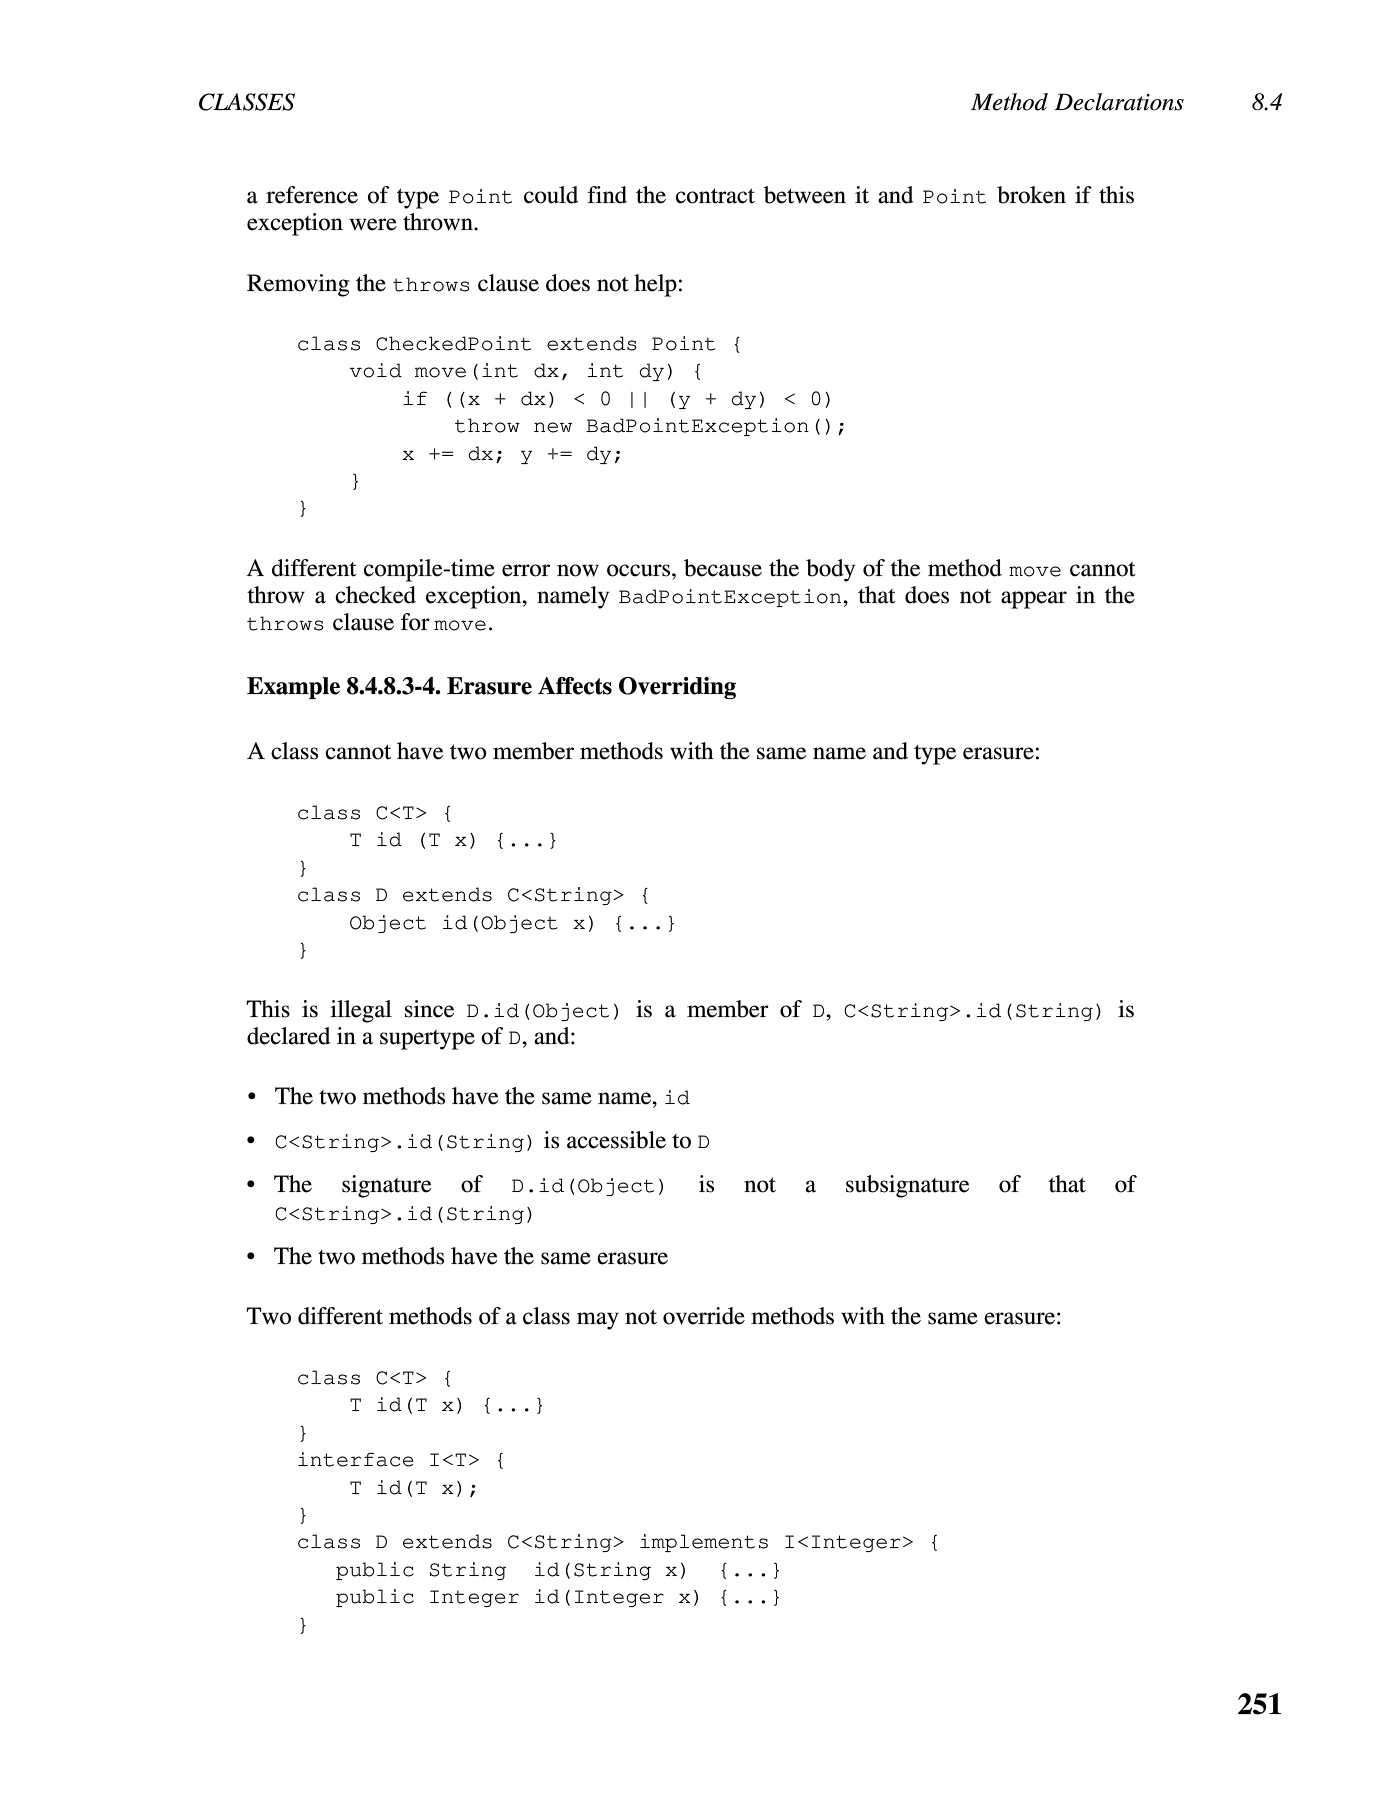 CLASSES Method Declarations 8.4
a reference of type Point could find the contract between it and Point broken if this
exception were thrown.
Removing the throws clause does not help:
class CheckedPoint extends Point {
    void move(int dx, int dy) {
        if ((x + dx) < 0 || (y + dy) < 0)
            throw new BadPointException();
        x += dx; y += dy;
    }
}
A different compile-time error now occurs, because the body of the method move cannot
throw a checked exception, namely BadPointException, that does not appear in the
throws clause for move.
Example 8.4.8.3-4. Erasure Affects Overriding
A class cannot have two member methods with the same name and type erasure:
class C<T> {
    T id (T x) {...}
}
class D extends C<String> {
    Object id(Object x) {...}
}
This is illegal since D.id(Object) is a member of D, C<String>.id(String) is
declared in a supertype of D, and:
• The two methods have the same name, id
• C<String>.id(String) is accessible to D
• The signature of D.id(Object) is not a subsignature of that of
C<String>.id(String)
• The two methods have the same erasure
Two different methods of a class may not override methods with the same erasure:
class C<T> {
    T id(T x) {...}
}
interface I<T> {
    T id(T x);
}
class D extends C<String> implements I<Integer> {
   public String  id(String x)  {...}
   public Integer id(Integer x) {...}
}
251